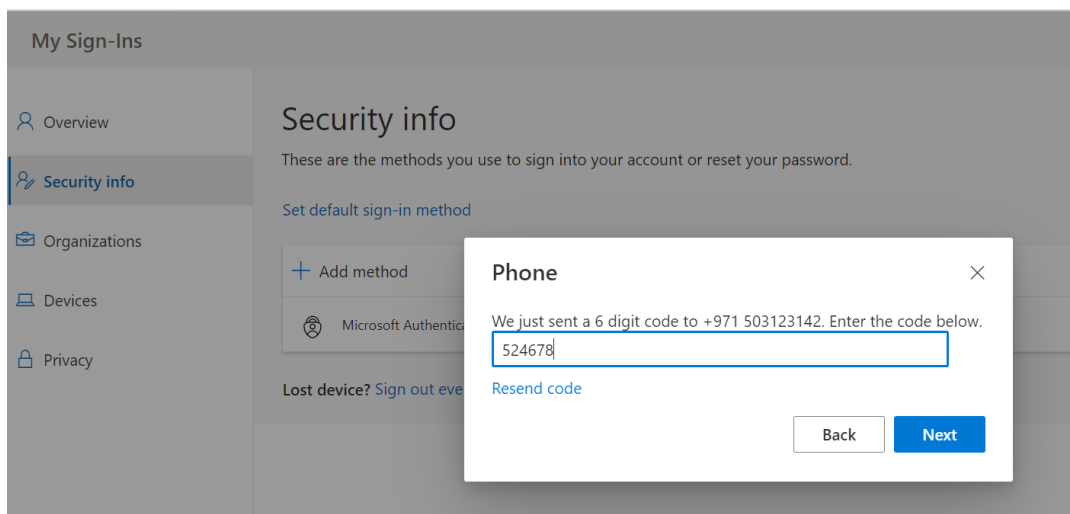 My Sign-Ins
Overview
Security info
Organizations
Devices
Privacy
Security info
These are the methods you use to sign into your account or reset your password.
Set default sign-in method
Add method
Microsoft Authentica
Lost device? Sign out eve
Phone
We just sent a 6 digit code to +971 503123142. Enter the code below.
524678
Resend code
Back
Next